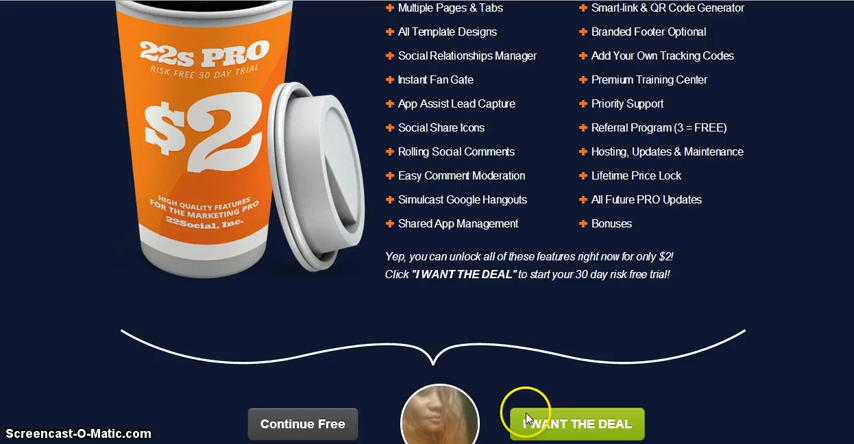 22s PRO
RISK FREE 30 DAY TRIAL
$2
HIGH QUALITY FEATURES
FOR THE MARKETING PRO
22Social, Inc.
Multiple Pages & Tabs
All Template Designs
Social Relationships Manager
Instant Fan Gate
App Assist Lead Capture
Social Share Icons
Rolling Social Comments
Easy Comment Moderation
Simulcast Google Hangouts
Shared App Management
Smart-link & QR Code Generator
Branded Footer Optional
Add Your Own Tracking Codes
Premium Training Center
Priority Support
Referral Program (3 = FREE)
Hosting, Updates & Maintenance
Lifetime Price Lock
All Future PRO Updates
Bonuses
Yep, you can unlock all of these features right now for only $2!
Click "I WANT THE DEAL" to start your 30 day risk free trial!
Continue Free
I WANT THE DEAL
Screencast-O-Matic.com